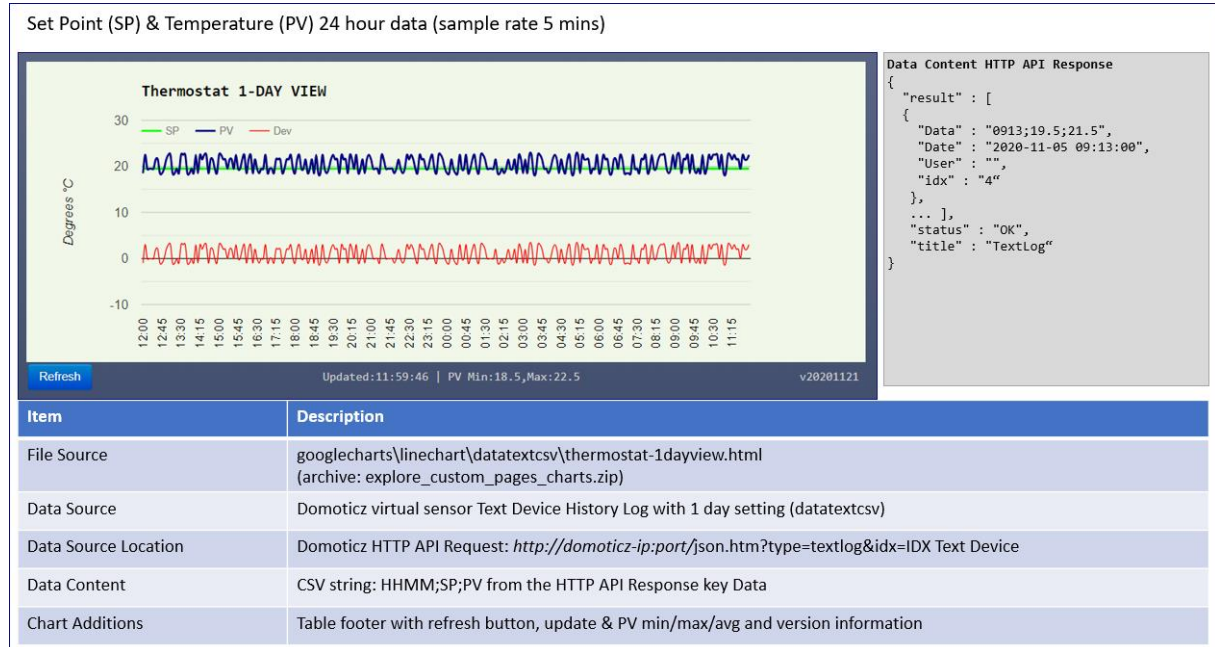 Set Point (SP) & Temperature (PV) 24 hour data (sample rate 5 mins)
Thermostat 1-DAY VIEW
SP PV Dev
30
20
10
0
-10
Degrees °C
12:00
12:45
13:30
14:15
15:00
15:45
16:30
17:15
18:00
18:45
19:30
20:15
21:00
21:45
22:30
23:15
00:00
00:45
01:30
02:15
03:00
03:45
04:30
05:15
06:00
06:45
07:30
08:15
09:00
09:45
10:30
11:15
Refresh
Updated:11:59:46 | PV Min:18.5,Max:22.5
v20201121
Data Content HTTP API Response
{
"result" : [
{
"Data" : "0913;19.5;21.5",
"Date" : "2020-11-05 09:13:00",
"User" : "",
"idx" : "4“
},
... ],
"status" : "OK",
"title" : "TextLog“
}
Item Description
File Source googlecharts\linechart\datatextcsv\thermostat-1dayview.html
(archive: explore_custom_pages_charts.zip)
Data Source Domoticz virtual sensor Text Device History Log with 1 day setting (datatextcsv)
Data Source Location Domoticz HTTP API Request: http://domoticz-ip:port/json.htm?type=textlog&idx=IDX Text Device
Data Content CSV string: HHMM;SP;PV from the HTTP API Response key Data
Chart Additions Table footer with refresh button, update & PV min/max/avg and version information